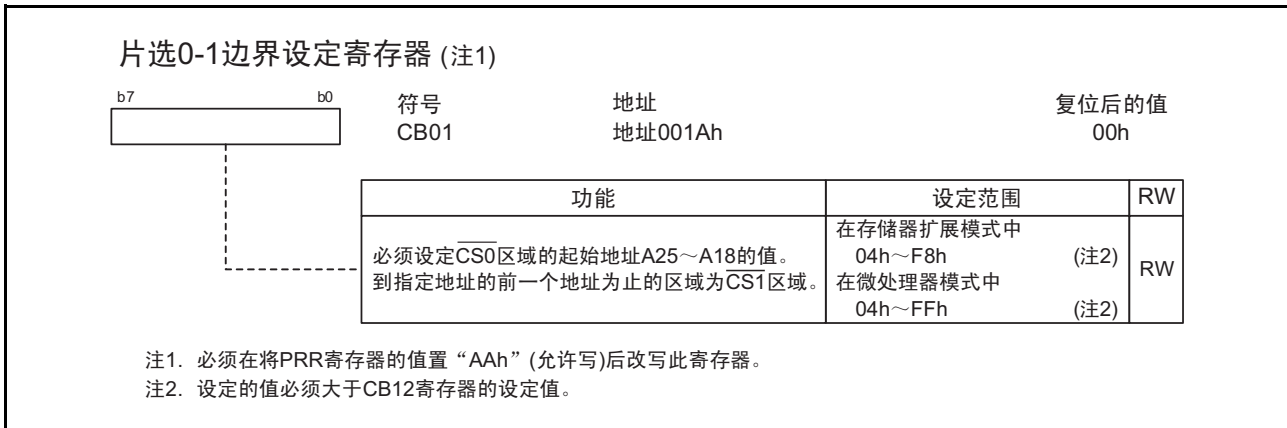 片选0-1边界设定寄存器 (注1)
b7 b0 符号 地址 复位后的值
CB01 地址001Ah 00h
功能 设定范围 RW
必须设定CS0区域的起始地址A25～A18的值。
到指定地址的前一个地址为止的区域为CS1区域。
在存储器扩展模式中
04h～F8h (注2)
在微处理器模式中
04h～FFh (注2)
RW
注1. 必须在将PRR寄存器的值置“AAh”(允许写)后改写此寄存器。
注2. 设定的值必须大于CB12寄存器的设定值。